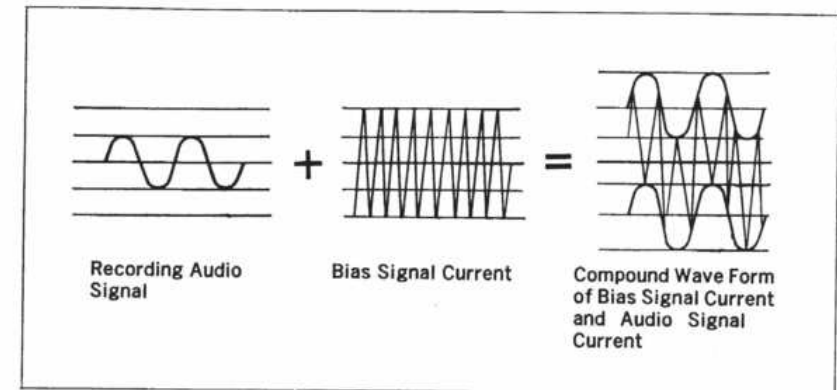 Recording Audio
Signal
+
Bias Signal Current
=
Compound Wave Form
of Bias Signal Current
and Audio Signal
Current